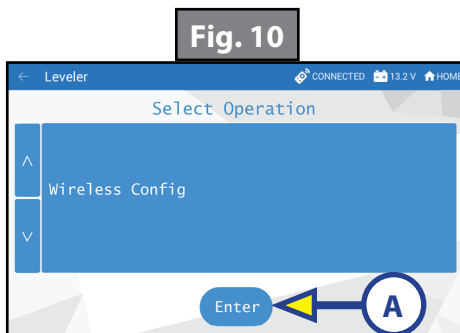 Fig. 10
← Leveler CONNECTED 13.2 V HOME
Select Operation
Wireless Config
Enter
A